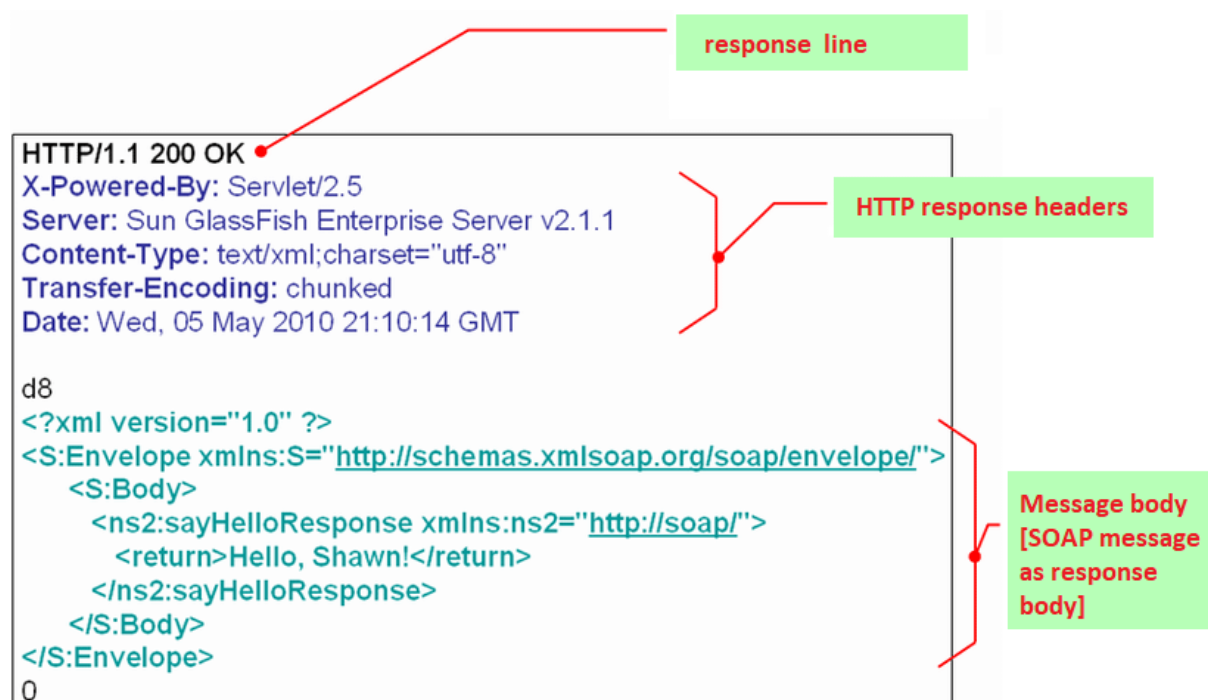 response line
HTTP/1.1 200 OK
X-Powered-By: Servlet/2.5
Server: Sun GlassFish Enterprise Server v2.1.1
Content-Type: text/xml;charset="utf-8"
Transfer-Encoding: chunked
Date: Wed, 05 May 2010 21:10:14 GMT
HTTP response headers
d8
<?xml version="1.0" ?>
<S:Envelope xmlns:S="http://schemas.xmlsoap.org/soap/envelope/">
<S:Body>
<ns2:sayHelloResponse xmlns:ns2="http://soap/">
<return>Hello, Shawn!</return>
</ns2:sayHelloResponse>
</S:Body>
</S:Envelope>
0
Message body
[SOAP message
as response
body]